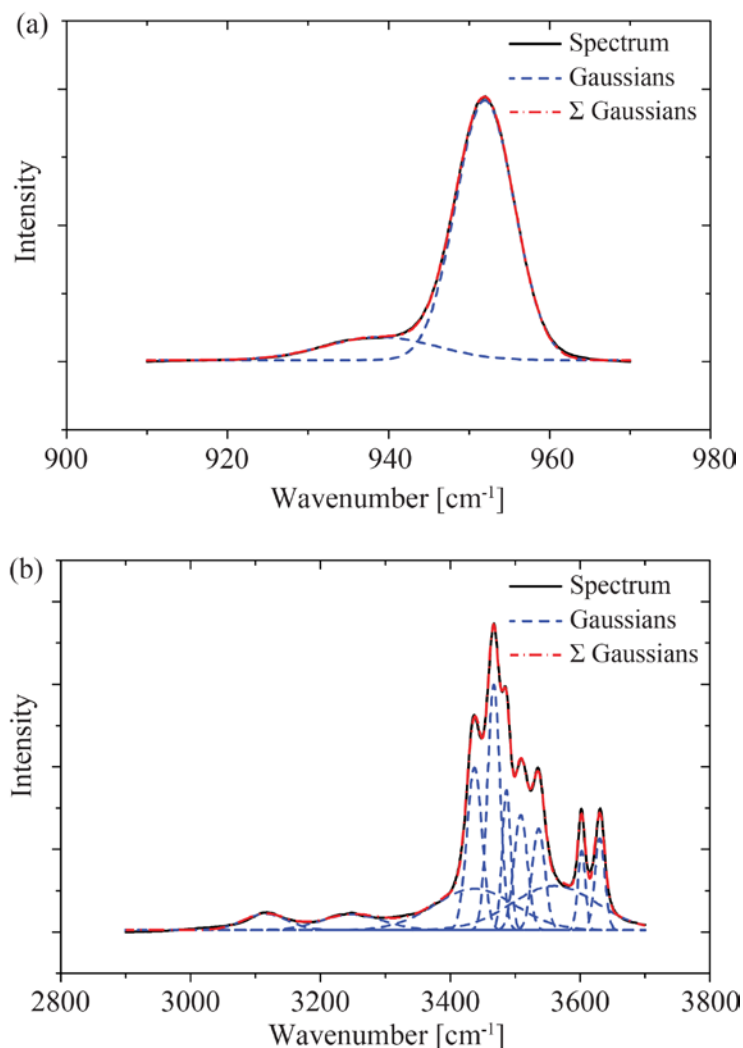 (a)
Spectrum
Gaussians
Σ Gaussians
Intensity
900 920 940 960 980
Wavenumber [cm⁻¹]
(b)
Spectrum
Gaussians
Σ Gaussians
Intensity
2800 3000 3200 3400 3600 3800
Wavenumber [cm⁻¹]